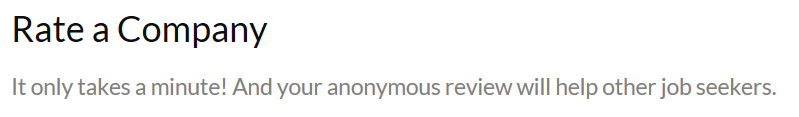 Rate a Company
It only takes a minute! And your anonymous review will help other job seekers.